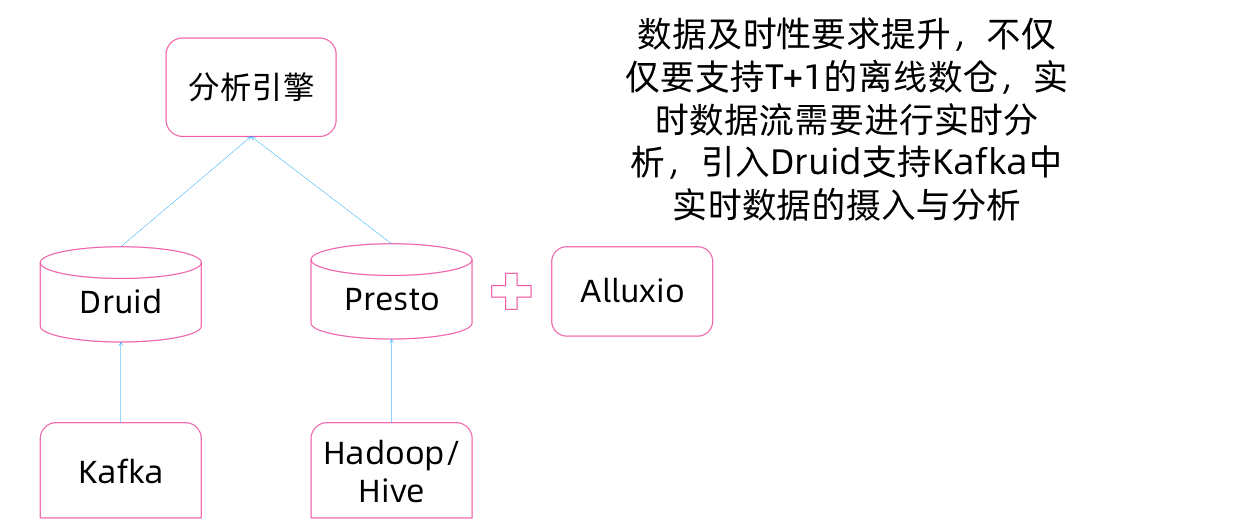 数据及时性要求提升，不仅
仅要支持T+1的离线数仓，实
时数据流需要进行实时分
析，引入Druid支持Kafka中
实时数据的摄入与分析
分析引擎
Druid
Presto
Alluxio
Kafka
Hadoop/
Hive